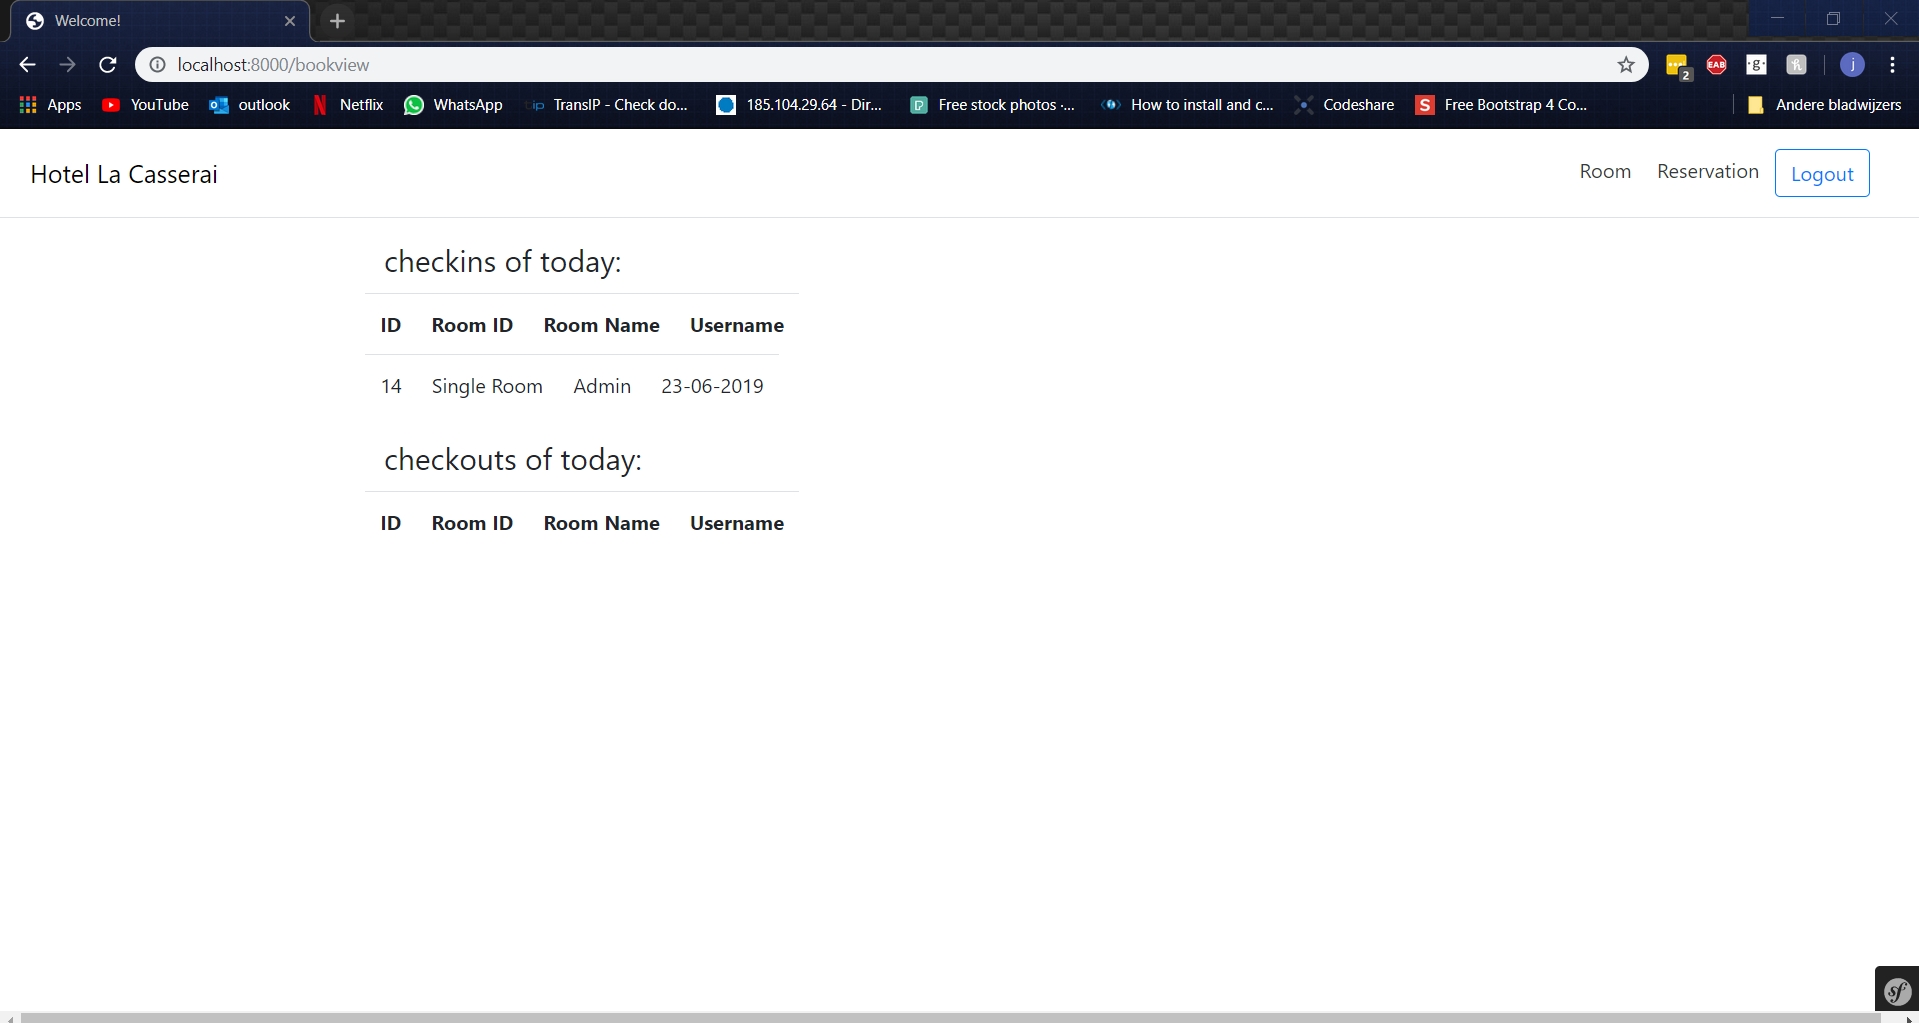 Welcome!
localhost:8000/bookview
2
EAB
g
j
Apps YouTube outlook Netflix WhatsApp TransIP - Check do... 185.104.29.64 - Dir... Free stock photos ·... How to install and c... Codeshare S Free Bootstrap 4 Co... Andere bladwijzers
Hotel La Casserai
Room Reservation Logout
checkins of today:
ID Room ID Room Name Username
14 Single Room Admin 23-06-2019
checkouts of today:
ID Room ID Room Name Username
sf